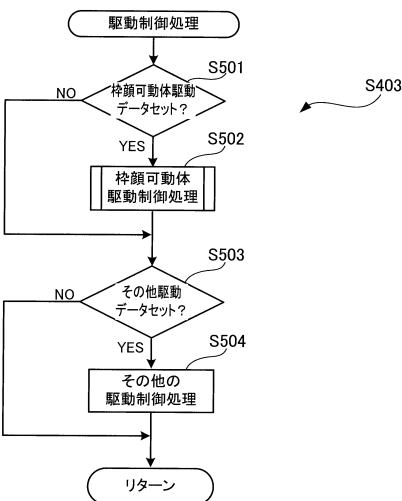 駆動制御処理
S501
S403
枠顔可動体駆動
データセット？
NO
YES
S502
枠顔可動体
駆動制御処理
S503
その他駆動
データセット？
NO
YES
S504
その他の
駆動制御処理
リターン